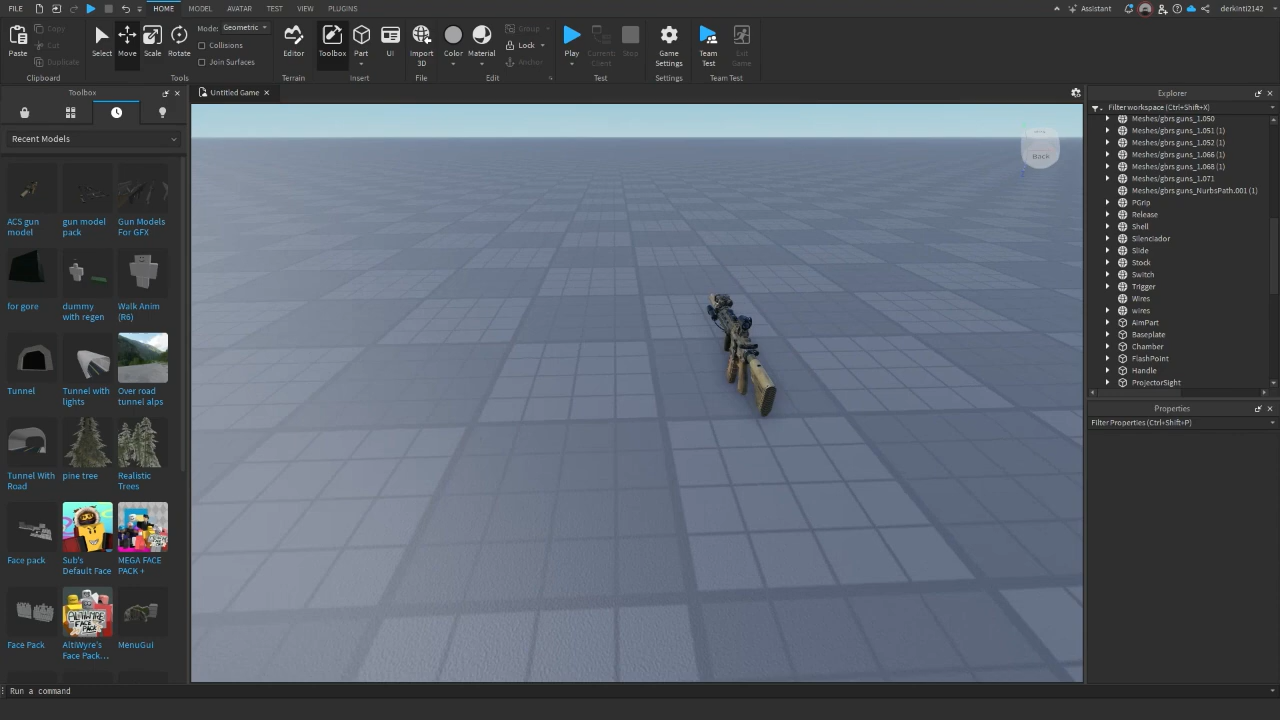 FILE
HOME
MODEL
AVATAR
TEST
VIEW
PLUGINS
Assistant
derkinti2142
Paste
Copy
Cut
Duplicate
Clipboard
Select
Move
Scale
Rotate
Mode:
Geometric
Collisions
Join Surfaces
Tools
Editor
Terrain
Toolbox
Part
UI
Insert
Import
3D
File
Color
Material
Group
Lock
Anchor
Edit
Play
Current:
Client
Stop
Test
Game
Settings
Settings
Team
Test
Exit
Game
Team Test
Toolbox
Recent Models
ACS gun
model
gun model
pack
Gun Models
For GFX
for gore
dummy
with regen
Walk Anim
(R6)
Tunnel
Tunnel with
lights
Over road
tunnel alps
Tunnel With
Road
pine tree
Realistic
Trees
Face pack
Sub's
Default Face
MEGA FACE
PACK +
Face Pack
AltiWyre's
Face Pack...
MenuGui
Untitled Game
Back
Explorer
Filter workspace (Ctrl+Shift+X)
Meshes/gbrs guns_1.050
Meshes/gbrs guns_1.051 (1)
Meshes/gbrs guns_1.052 (1)
Meshes/gbrs guns_1.066 (1)
Meshes/gbrs guns_1.068 (1)
Meshes/gbrs guns_1.071
Meshes/gbrs guns_NurbsPath.001 (1)
PGrip
Release
Shell
Silenciador
Slide
Stock
Switch
Trigger
Wires
wires
AimPart
Baseplate
Chamber
FlashPoint
Handle
ProjectorSight
Properties
Filter Properties (Ctrl+Shift+P)
Run a command